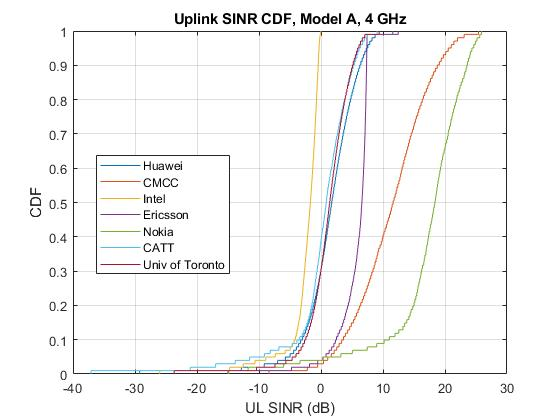 Uplink SINR CDF, Model A, 4 GHz
1
0.9
0.8
0.7
0.6
0.5
0.4
0.3
0.2
0.1
0
CDF
Huawei
CMCC
Intel
Ericsson
Nokia
CATT
Univ of Toronto
-40 -30 -20 -10 0 10 20 30
UL SINR (dB)